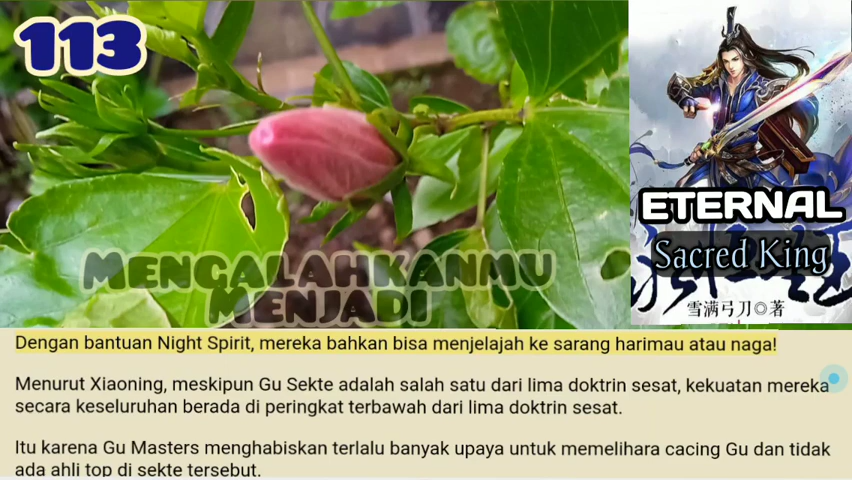 113
MENGALAHKANMU
MENJADI
ETERNAL
Sacred King
雪满弓刀◎著
Dengan bantuan Night Spirit, mereka bahkan bisa menjelajah ke sarang harimau atau naga!
Menurut Xiaoning, meskipun Gu Sekte adalah salah satu dari lima doktrin sesat, kekuatan mereka
secara keseluruhan berada di peringkat terbawah dari lima doktrin sesat.
Itu karena Gu Masters menghabiskan terlalu banyak upaya untuk memelihara cacing Gu dan tidak
ada ahli top di sekte tersebut.